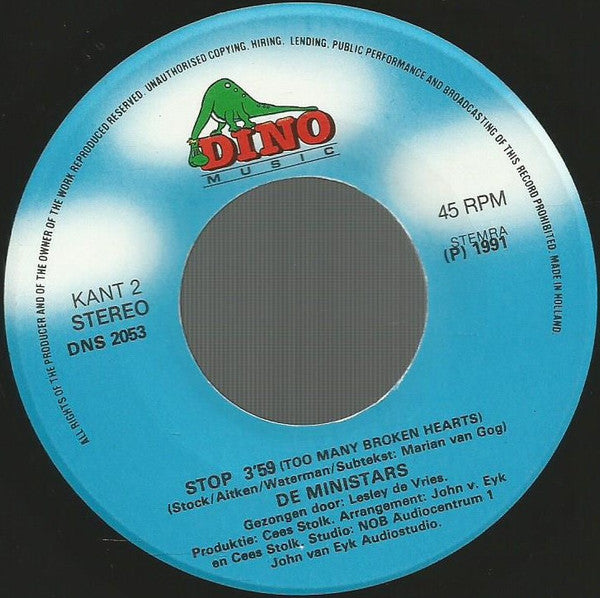 ALL RIGHTS OF THE PRODUCER AND OF THE OWNER OF THE WORK REPRODUCED RESERVED. UNAUTHORISED COPYING, HIRING, LENDING, PUBLIC PERFORMANCE AND BROADCASTING OF THIS RECORD PROHIBITED. MADE IN HOLLAND
DINO
MUSIC
45 RPM
STEMRA
(P) 1991
KANT 2
STEREO
DNS 2053
STOP 3'59 (TOO MANY BROKEN HEARTS)
(Stock/Aitken/Waterman/Subtekst: Marian van Gog)
DE MINISTARS
Gezongen door: Lesley de Vries.
Produktie: Cees Stolk. Arrangement: John v. Eyk
en Cees Stolk. Studio: NOB Audiocentrum 1
John van Eyk Audiostudio.